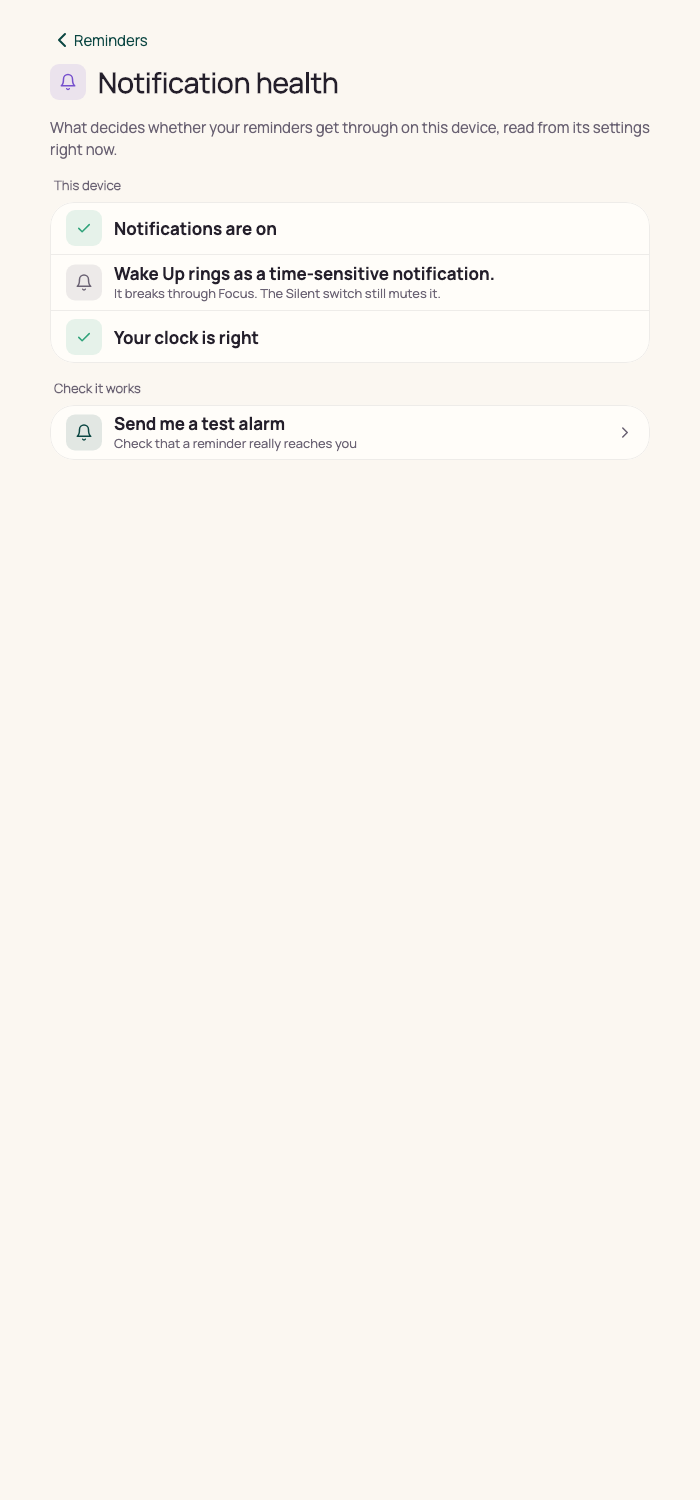 Reminders
Notification health
What decides whether your reminders get through on this device, read from its settings
right now.
This device
Notifications are on
Wake Up rings as a time-sensitive notification.
It breaks through Focus. The Silent switch still mutes it.
Your clock is right
Check it works
Send me a test alarm
Check that a reminder really reaches you